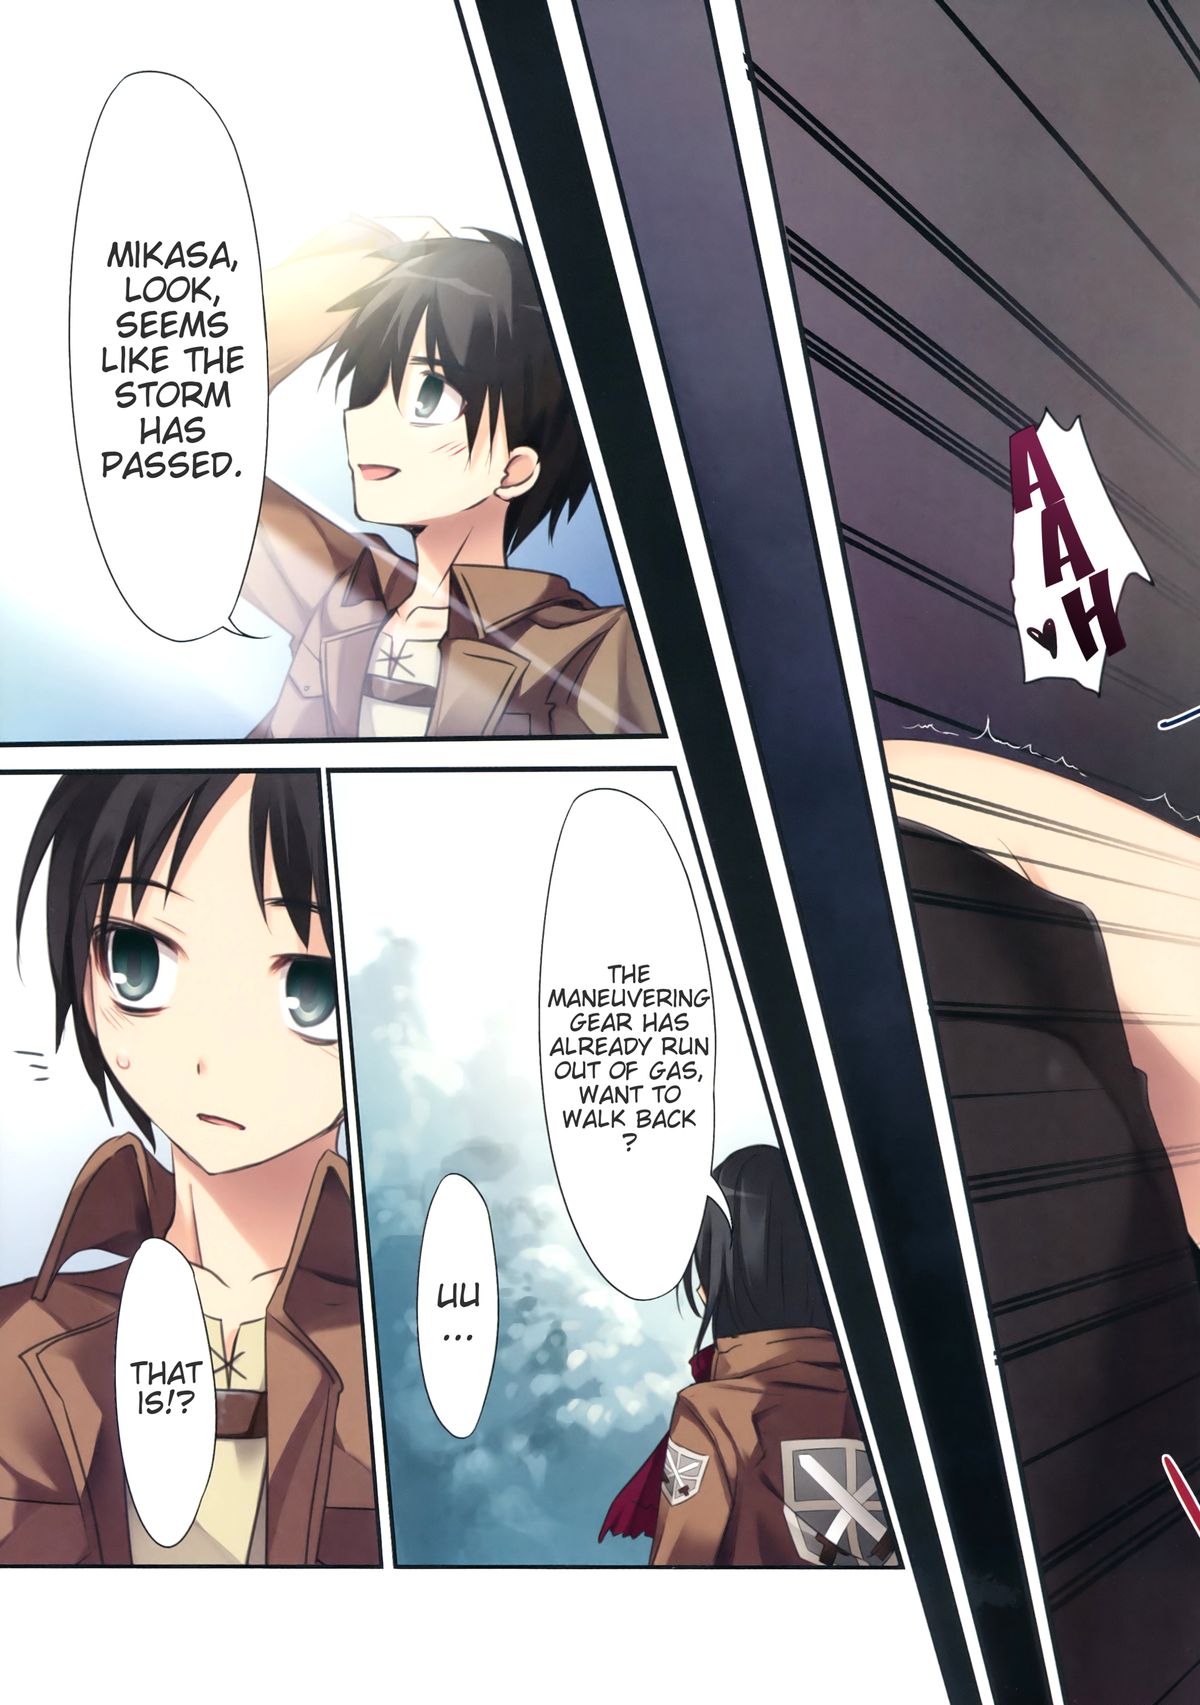 AAH
MIKASA,
LOOK,
SEEMS
LIKE THE
STORM
HAS
PASSED.
THE
MANEUVERING
GEAR HAS
ALREADY RUN
OUT OF GAS,
WANT TO
WALK BACK
?
UU
...
THAT
IS!?